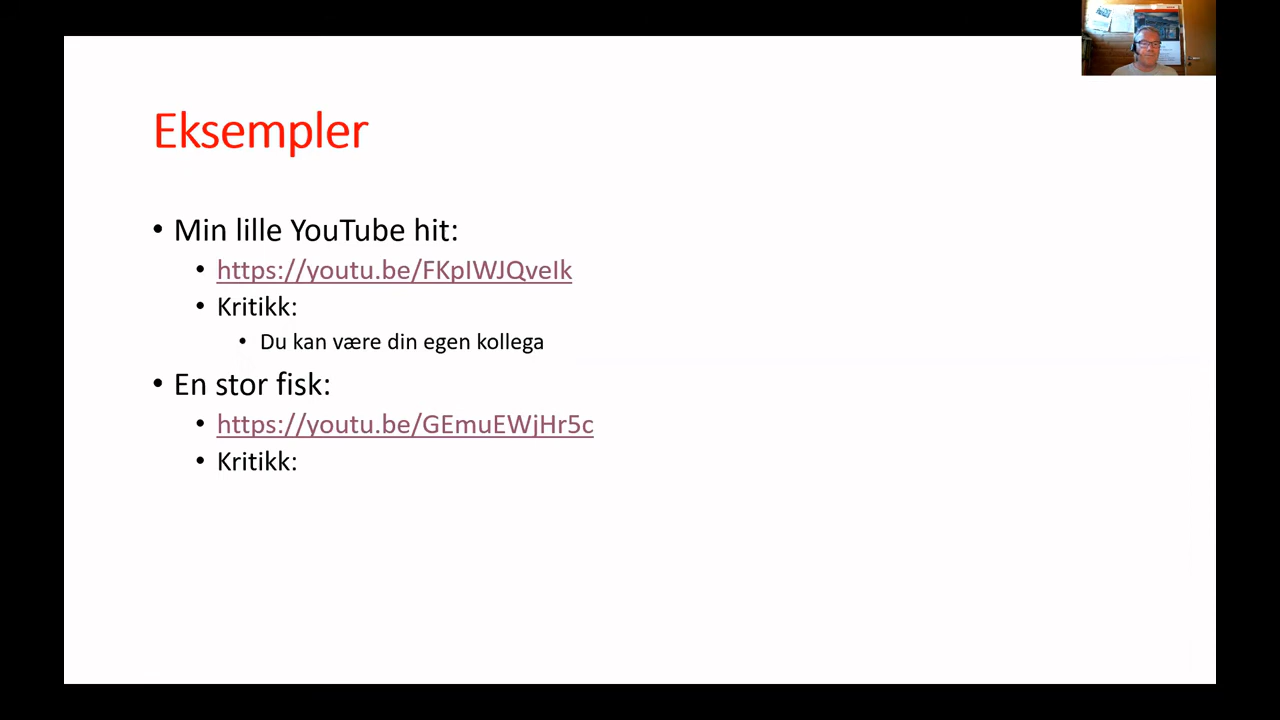 Eksempler
• Min lille YouTube hit:
• https://youtu.be/FKpIWJQveIk
• Kritikk:
• Du kan være din egen kollega
• En stor fisk:
• https://youtu.be/GEmuEWjHr5c
• Kritikk: